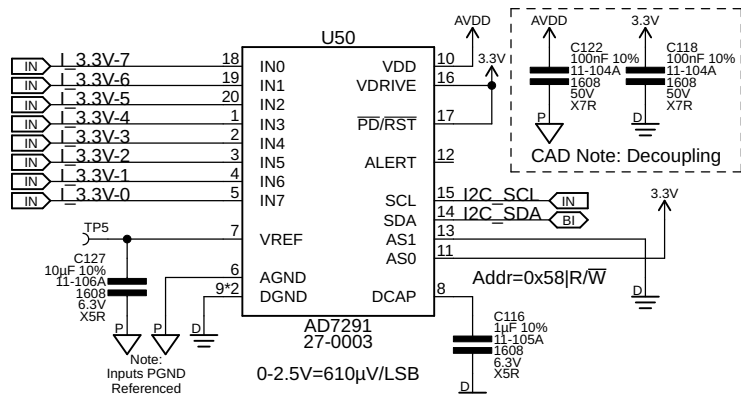 U50
AVDD
AVDD
3.3V
C122
100nF 10%
11-104A
1608
50V
X7R
C118
100nF 10%
11-104A
1608
50V
X7R
P
D
CAD Note: Decoupling
IN I_3.3V-7 18 IN0
IN I_3.3V-6 19 IN1
IN I_3.3V-5 20 IN2
IN I_3.3V-4 1 IN3
IN I_3.3V-3 2 IN4
IN I_3.3V-2 3 IN5
IN I_3.3V-1 4 IN6
IN I_3.3V-0 5 IN7
TP5 7 VREF
6 AGND
9*2 DGND
VDD 10
3.3V
VDRIVE 16
PD/RST 17
ALERT 12
SCL 15 I2C_SCL IN
SDA 14 I2C_SDA BI
3.3V
AS1 13
AS0 11
Addr=0x58|R/W
D
DCAP 8
C127
10µF 10%
11-106A
1608
6.3V
X5R
P
P
D
Note:
Inputs PGND
Referenced
AD7291
27-0003
0-2.5V=610µV/LSB
C116
1µF 10%
11-105A
1608
6.3V
X5R
D